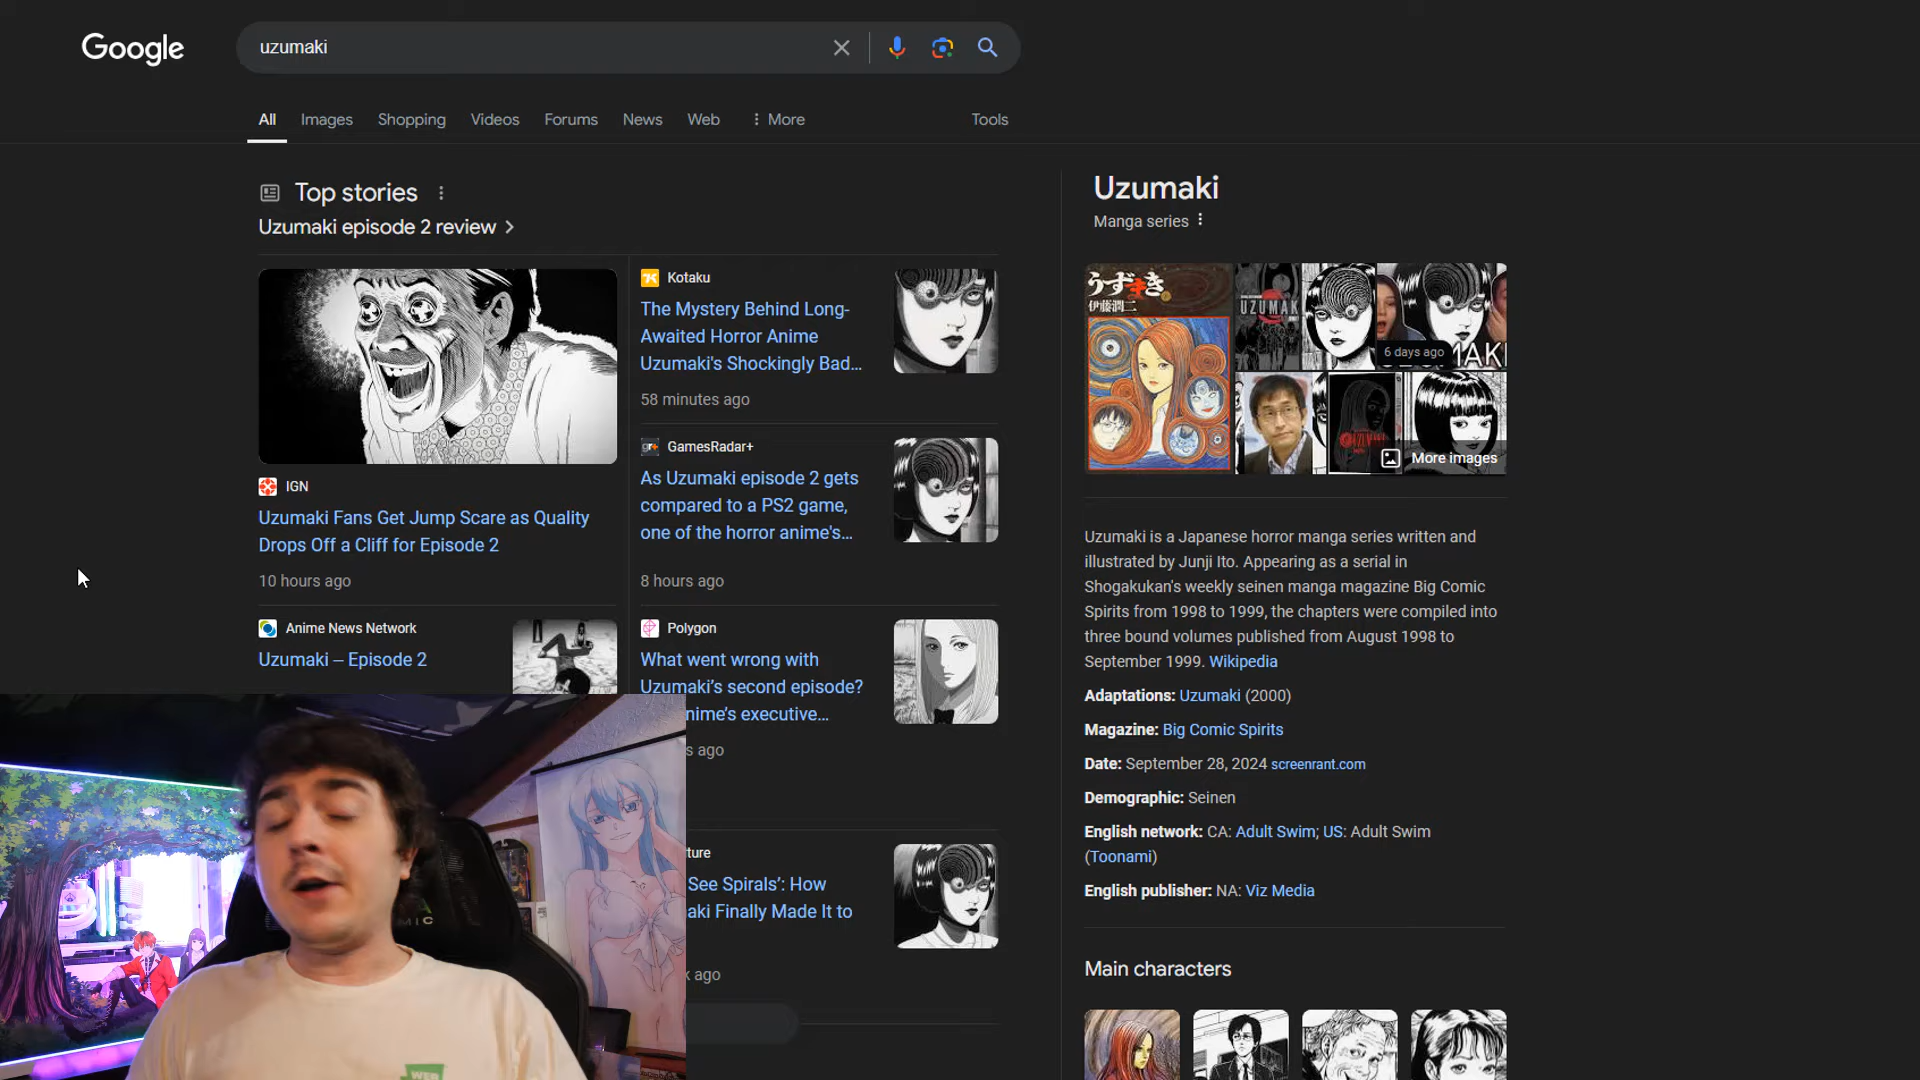 Google
uzumaki
All
Images
Shopping
Videos
Forums
News
Web
More
Tools
Top stories
Uzumaki episode 2 review
IGN
Uzumaki Fans Get Jump Scare as Quality
Drops Off a Cliff for Episode 2
10 hours ago
Anime News Network
Uzumaki – Episode 2
Kotaku
The Mystery Behind Long-
Awaited Horror Anime
Uzumaki's Shockingly Bad...
58 minutes ago
GamesRadar+
As Uzumaki episode 2 gets
compared to a PS2 game,
one of the horror anime's...
8 hours ago
Polygon
What went wrong with
Uzumaki's second episode?
nime's executive...
s ago
ture
See Spirals': How
aki Finally Made It to
k ago
Uzumaki
Manga series
うずまき
伊藤潤二
UZUMAK
6 days ago
MAKI
More images
Uzumaki is a Japanese horror manga series written and
illustrated by Junji Ito. Appearing as a serial in
Shogakukan's weekly seinen manga magazine Big Comic
Spirits from 1998 to 1999, the chapters were compiled into
three bound volumes published from August 1998 to
September 1999. Wikipedia
Adaptations: Uzumaki (2000)
Magazine: Big Comic Spirits
Date: September 28, 2024 screenrant.com
Demographic: Seinen
English network: CA: Adult Swim; US: Adult Swim
(Toonami)
English publisher: NA: Viz Media
Main characters
MIC
WEB